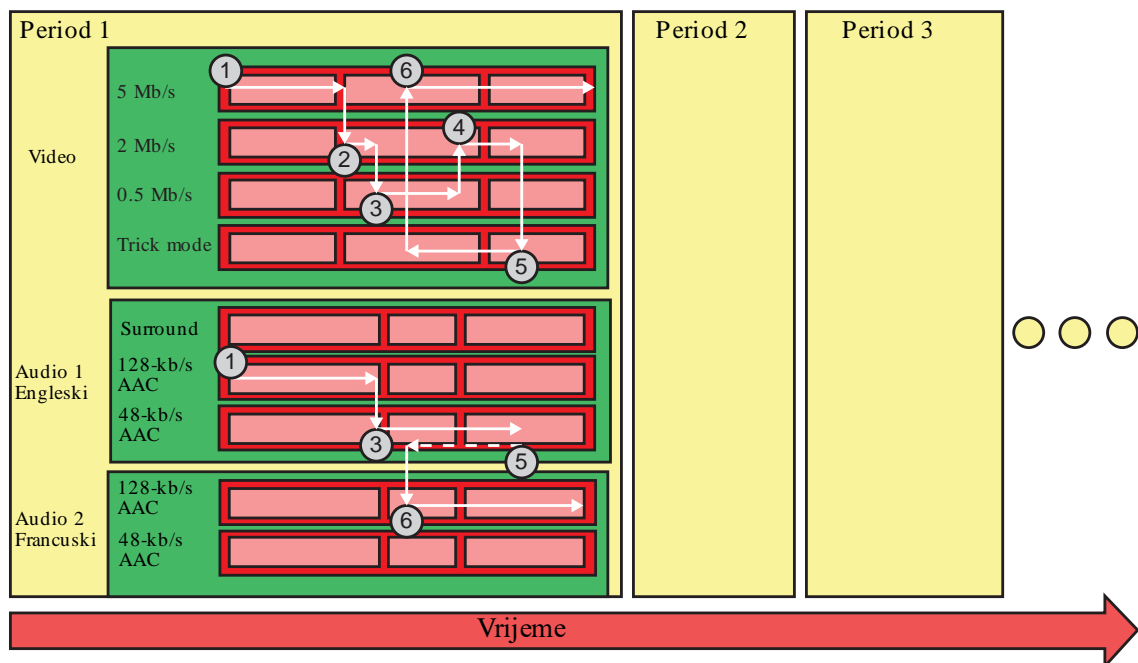 Period 1
Period 2
Period 3
1
6
5 Mb/s
4
2 Mb/s
Video
2
0.5 Mb/s
3
Trick mode
5
Surround
1
128-kb/s
AAC
Audio 1
Engleski
48-kb/s
AAC
3
5
128-kb/s
AAC
6
Audio 2
Francuski
48-kb/s
AAC
Vrijeme